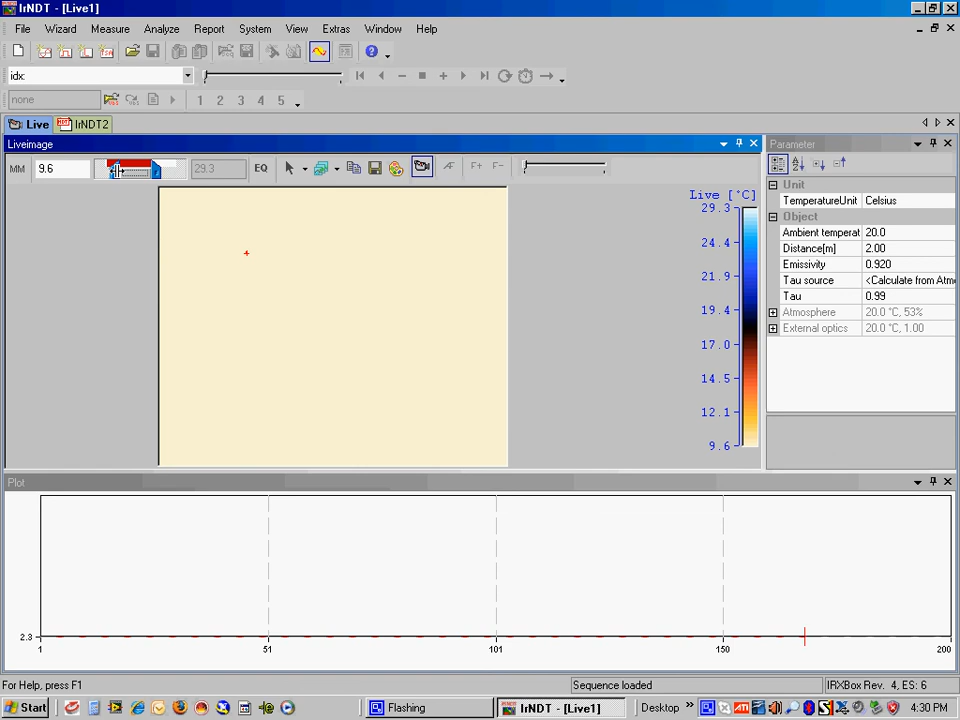 IrNDT - [Live1]
File Wizard Measure Analyze Report System View Extras Window Help
idx:
none 1 2 3 4 5
Live IrNDT2
Liveimage
MM 9.6 29.3 EQ AF F+ F-
Live [°C]
29.3
24.4
21.9
19.4
17.0
14.5
12.1
9.6
Parameter
Unit
TemperatureUnit Celsius
Object
Ambient temperat 20.0
Distance[m] 2.00
Emissivity 0.920
Tau source <Calculate from Atm
Tau 0.99
Atmosphere 20.0 °C, 53%
External optics 20.0 °C, 1.00
Plot
2.3
1 51 101 150 200
For Help, press F1 Sequence loaded IRXBox Rev. 4, ES: 6
Start Flashing IrNDT - [Live1] Desktop » ATI 4:30 PM